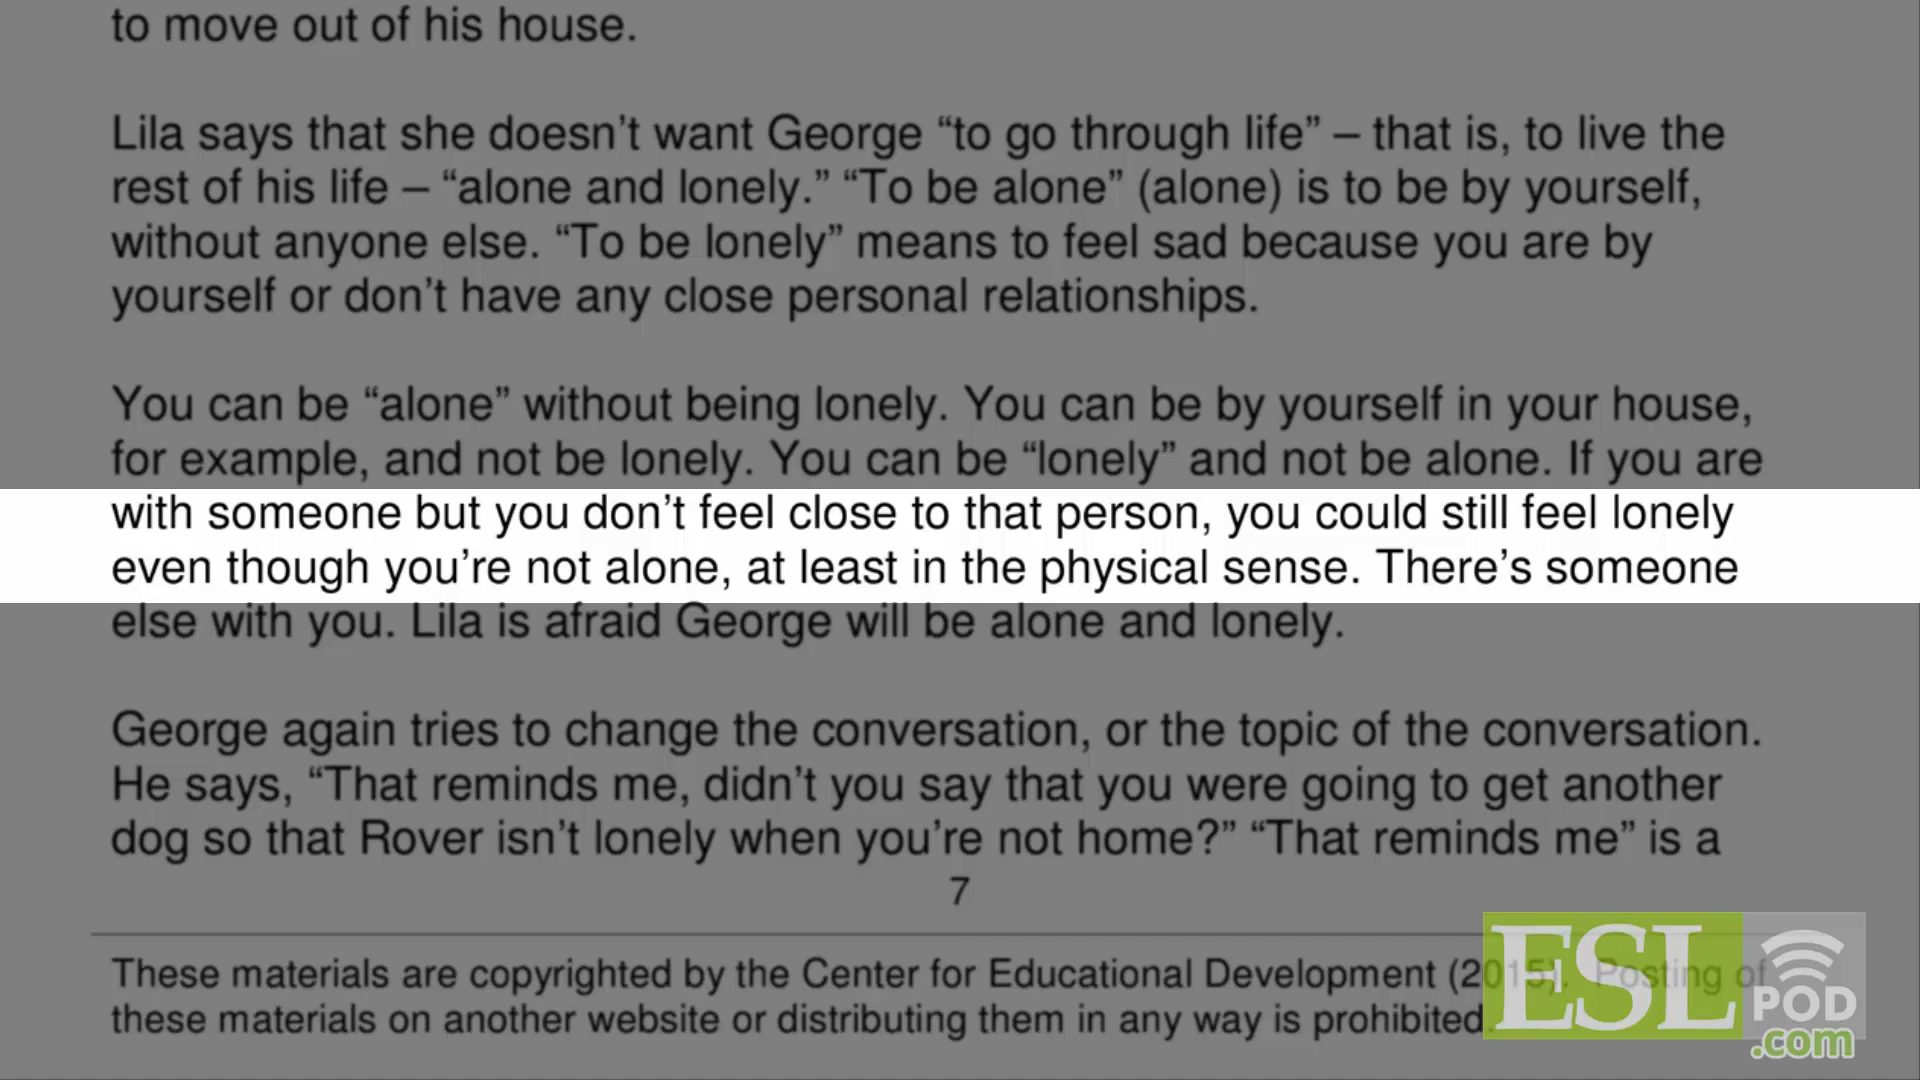 to move out of his house.
Lila says that she doesn’t want George “to go through life” – that is, to live the
rest of his life – “alone and lonely.” “To be alone” (alone) is to be by yourself,
without anyone else. “To be lonely” means to feel sad because you are by
yourself or don’t have any close personal relationships.
You can be “alone” without being lonely. You can be by yourself in your house,
for example, and not be lonely. You can be “lonely” and not be alone. If you are
with someone but you don’t feel close to that person, you could still feel lonely
even though you’re not alone, at least in the physical sense. There’s someone
else with you. Lila is afraid George will be alone and lonely.
George again tries to change the conversation, or the topic of the conversation.
He says, “That reminds me, didn’t you say that you were going to get another
dog so that Rover isn’t lonely when you’re not home?” “That reminds me” is a
7
These materials are copyrighted by the Center for Educational Development (2015). Posting of
these materials on another website or distributing them in any way is prohibited.
ESL
POD
.com